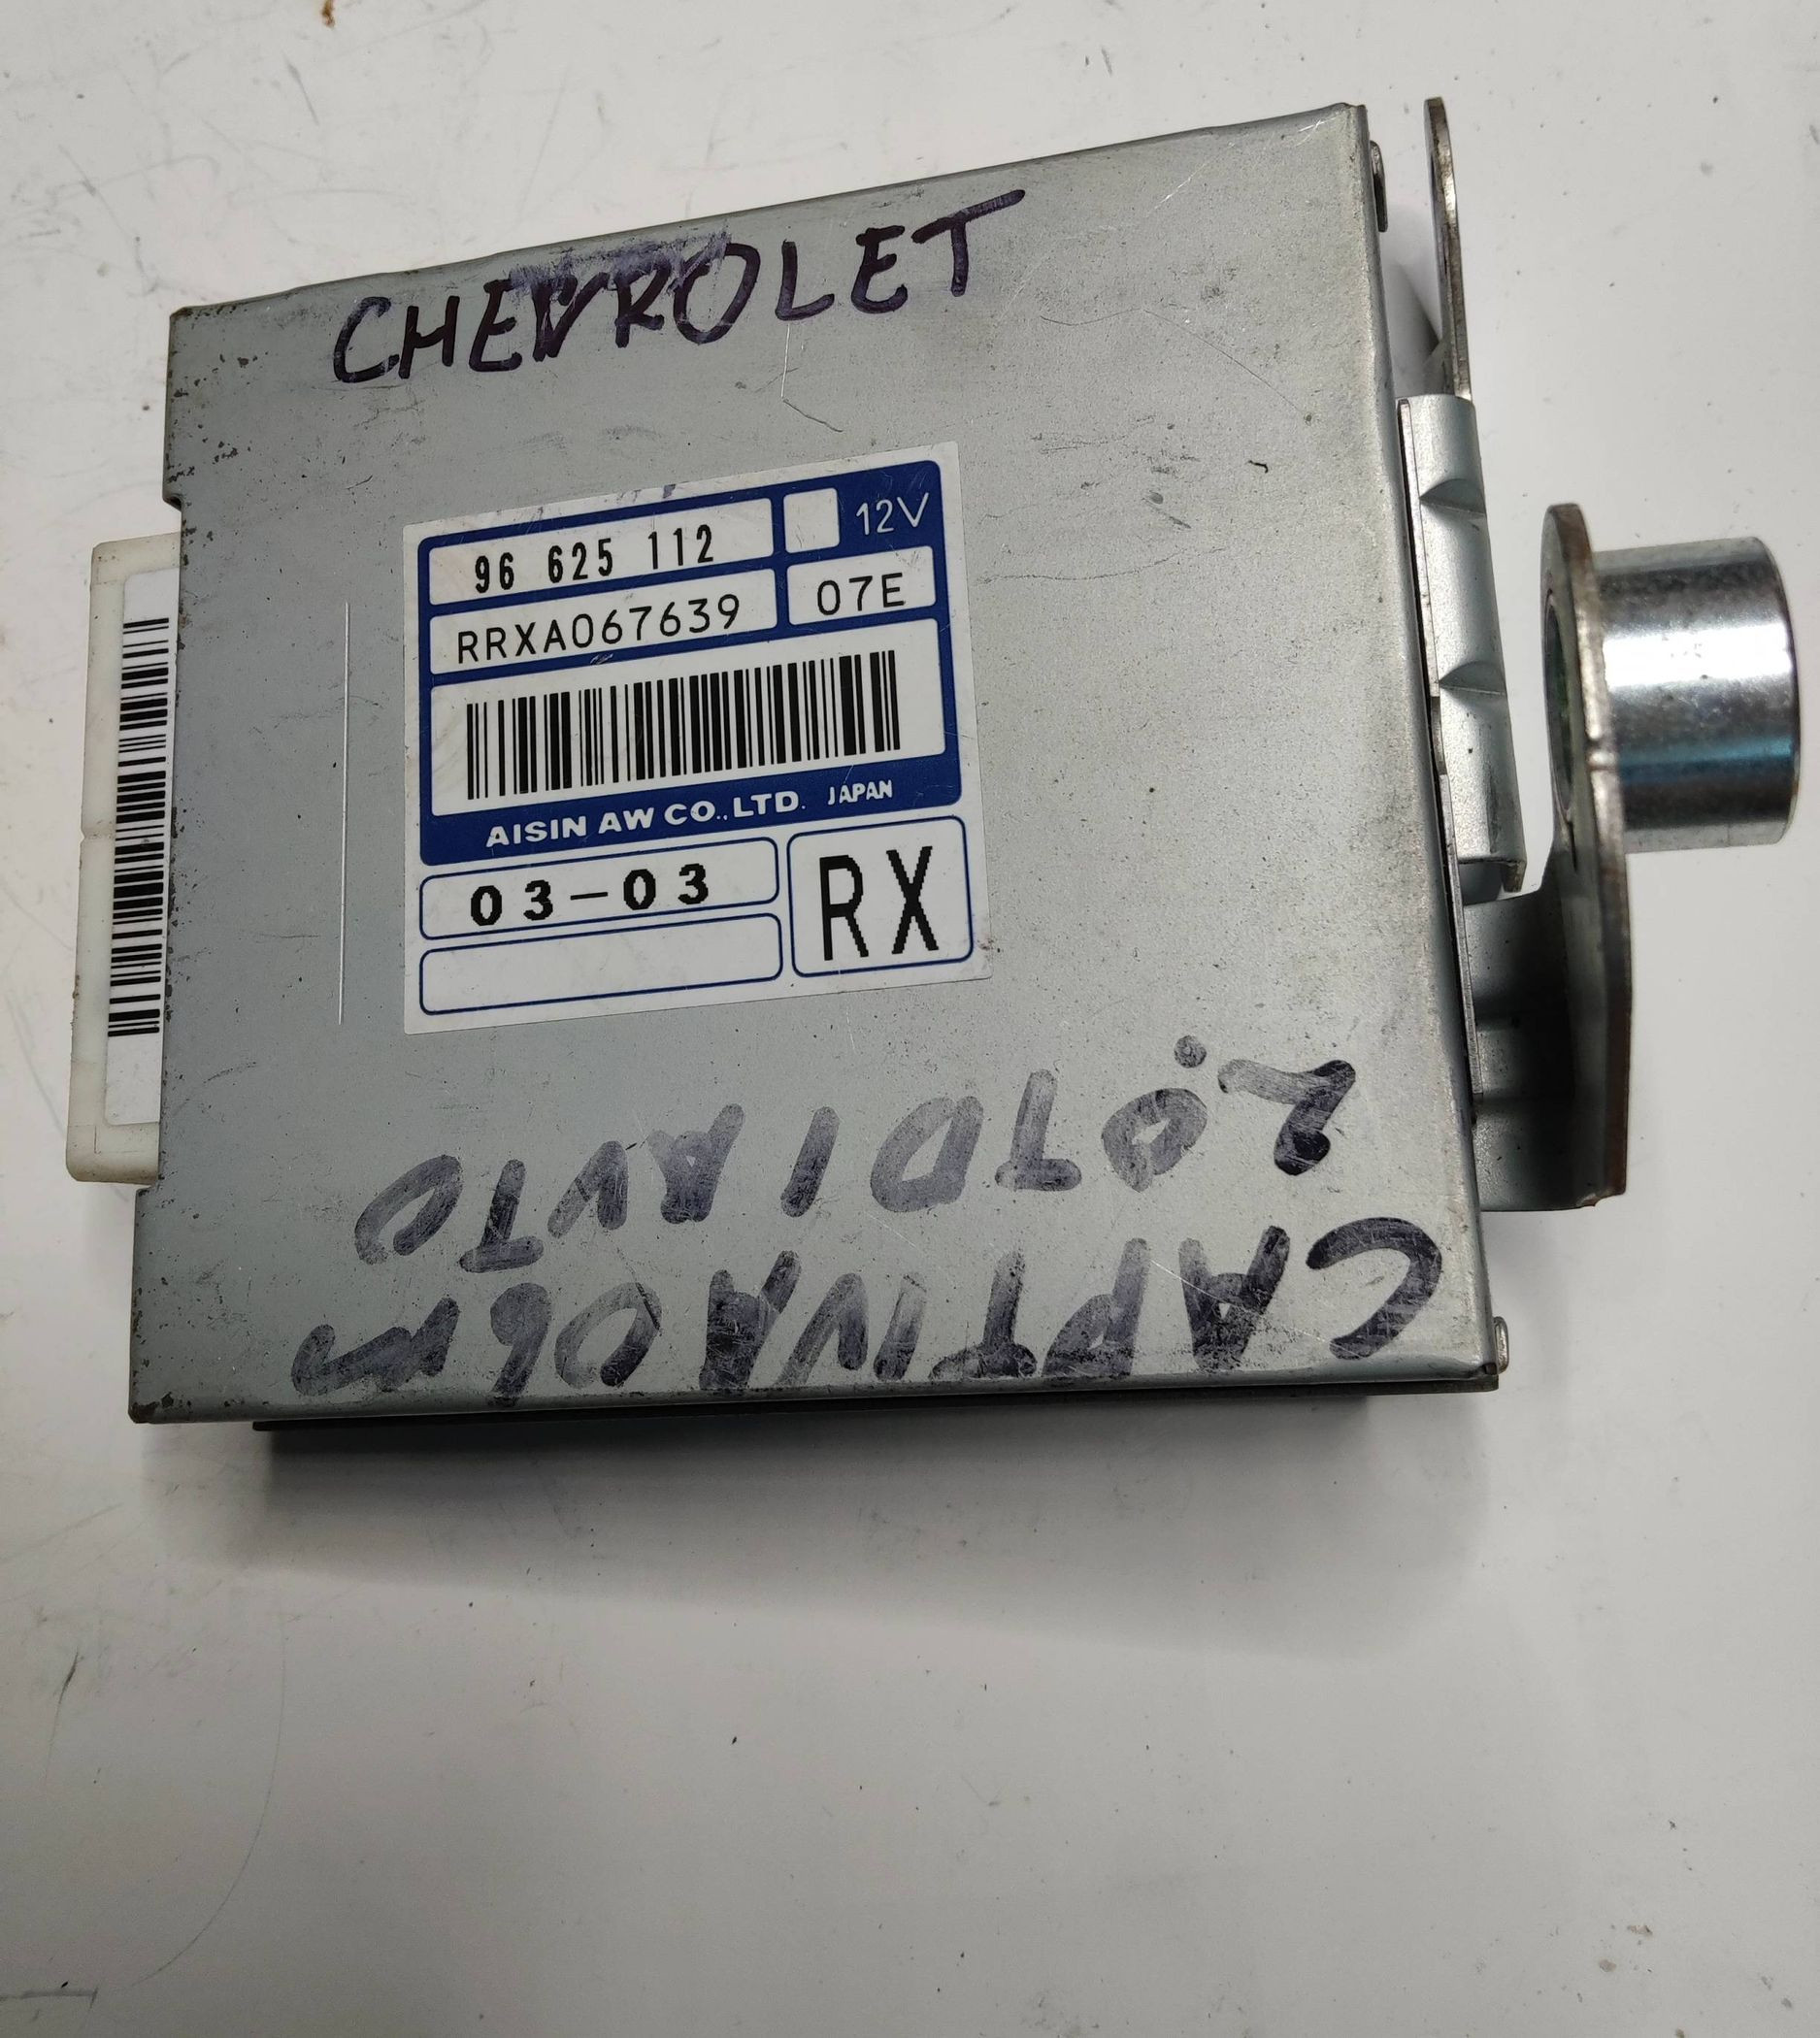 CHEVROLET
96 625 112
12V
RRXA067639
07E
AISIN AW CO., LTD. JAPAN
03-03
RX
CAPTIVA 06m
2.0TDI AVTO